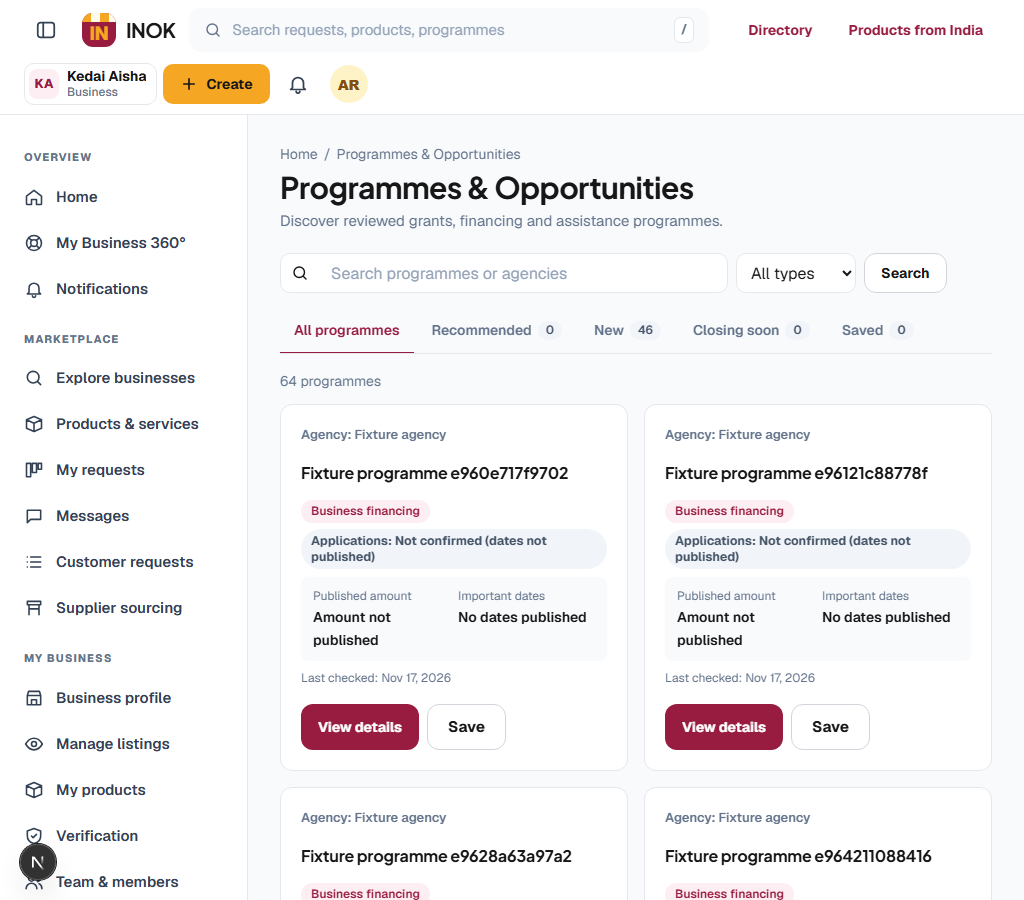 IN INOK
Search requests, products, programmes /
Directory
Products from India
KA Kedai Aisha
Business
+ Create
AR
OVERVIEW
Home
My Business 360°
Notifications
MARKETPLACE
Explore businesses
Products & services
My requests
Messages
Customer requests
Supplier sourcing
MY BUSINESS
Business profile
Manage listings
My products
Verification
N
Team & members
Home / Programmes & Opportunities
Programmes & Opportunities
Discover reviewed grants, financing and assistance programmes.
Search programmes or agencies
All types
Search
All programmes
Recommended 0
New 46
Closing soon 0
Saved 0
64 programmes
Agency: Fixture agency
Fixture programme e960e717f9702
Business financing
Applications: Not confirmed (dates not
published)
Published amount
Amount not
published
Important dates
No dates published
Last checked: Nov 17, 2026
View details
Save
Agency: Fixture agency
Fixture programme e96121c88778f
Business financing
Applications: Not confirmed (dates not
published)
Published amount
Amount not
published
Important dates
No dates published
Last checked: Nov 17, 2026
View details
Save
Agency: Fixture agency
Fixture programme e9628a63a97a2
Business financing
Agency: Fixture agency
Fixture programme e964211088416
Business financing